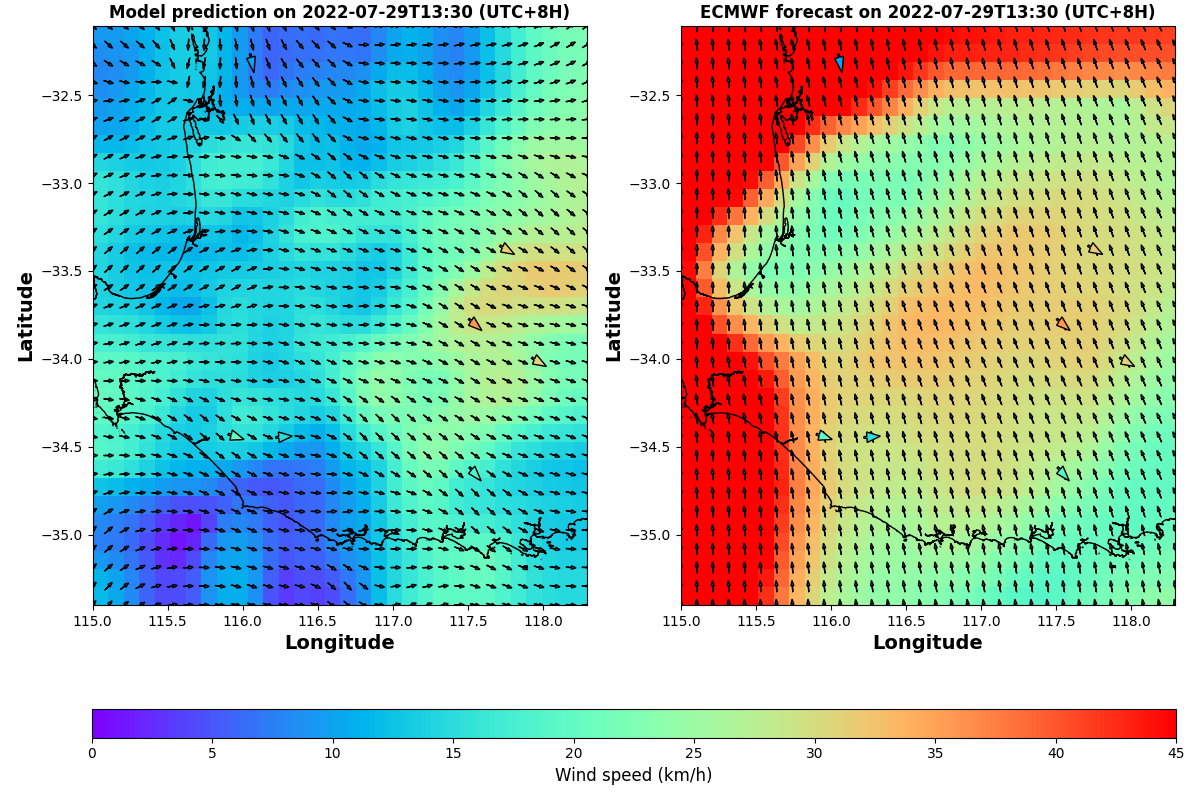 Model prediction on 2022-07-29T13:30 (UTC+8H)
ECMWF forecast on 2022-07-29T13:30 (UTC+8H)
−32.5
−33.0
−33.5
−34.0
−34.5
−35.0
Latitude
−32.5
−33.0
−33.5
−34.0
−34.5
−35.0
Latitude
115.0 115.5 116.0 116.5 117.0 117.5 118.0
Longitude
115.0 115.5 116.0 116.5 117.0 117.5 118.0
Longitude
0 5 10 15 20 25 30 35 40 45
Wind speed (km/h)